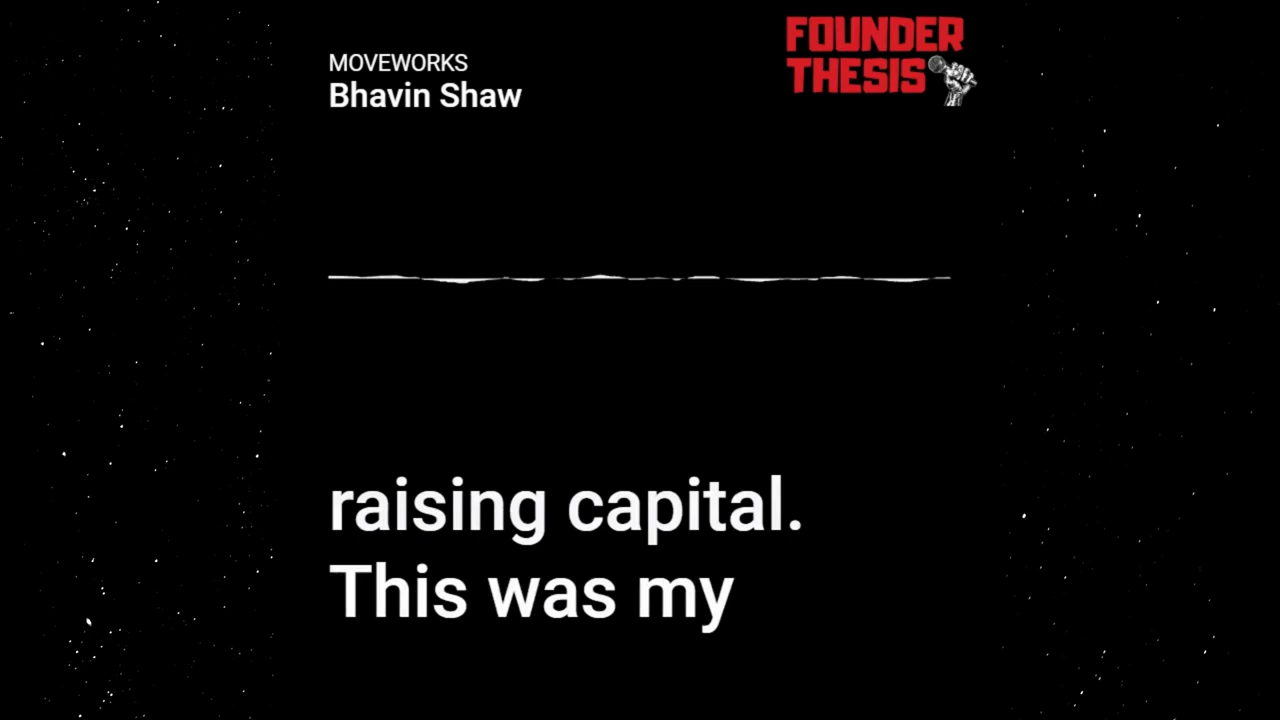 MOVEWORKS
Bhavin Shaw
FOUNDER
THESIS
raising capital.
This was my